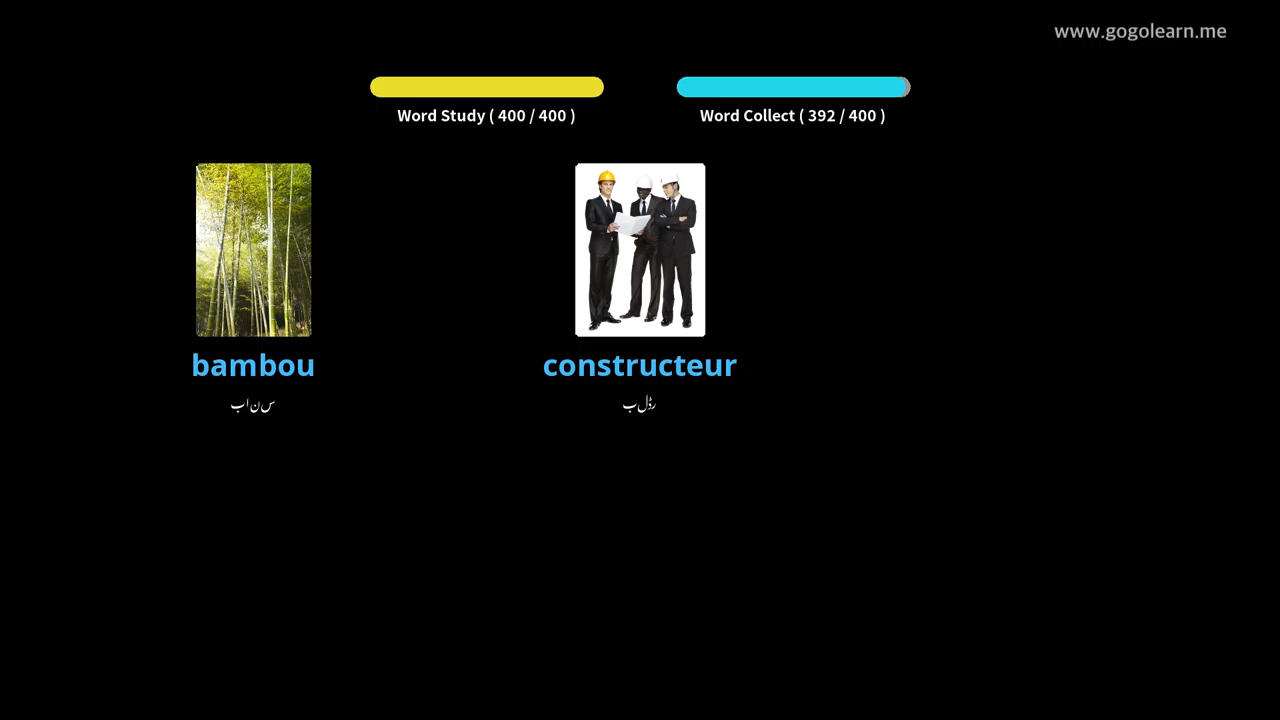 www.gogolearn.me
Word Study ( 400 / 400 )
Word Collect ( 392 / 400 )
bambou
بانس
constructeur
بلڈر